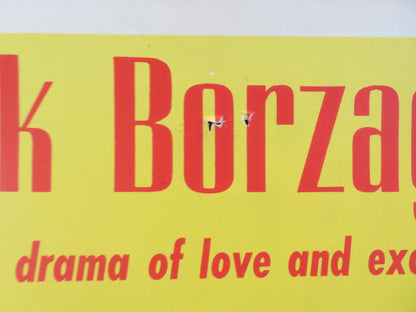 k Borzag
drama of love and exc